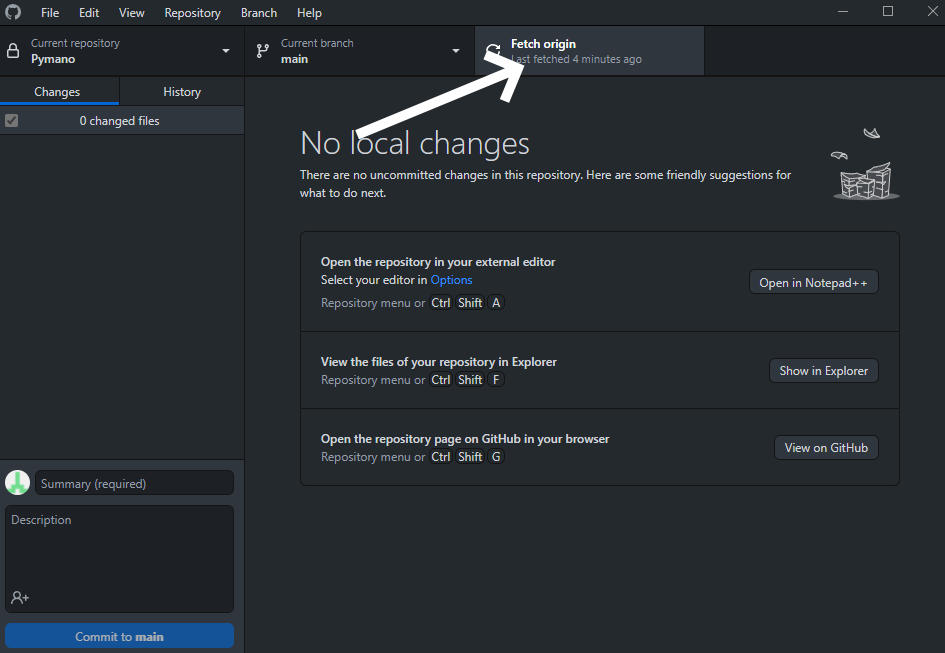 File Edit View Repository Branch Help
Current repository
Pymano
Current branch
main
Fetch origin
Last fetched 4 minutes ago
Changes
History
0 changed files
No local changes
There are no uncommitted changes in this repository. Here are some friendly suggestions for
what to do next.
Open the repository in your external editor
Select your editor in Options
Repository menu or Ctrl Shift A
Open in Notepad++
View the files of your repository in Explorer
Repository menu or Ctrl Shift F
Show in Explorer
Open the repository page on GitHub in your browser
Repository menu or Ctrl Shift G
View on GitHub
Summary (required)
Description
Commit to main